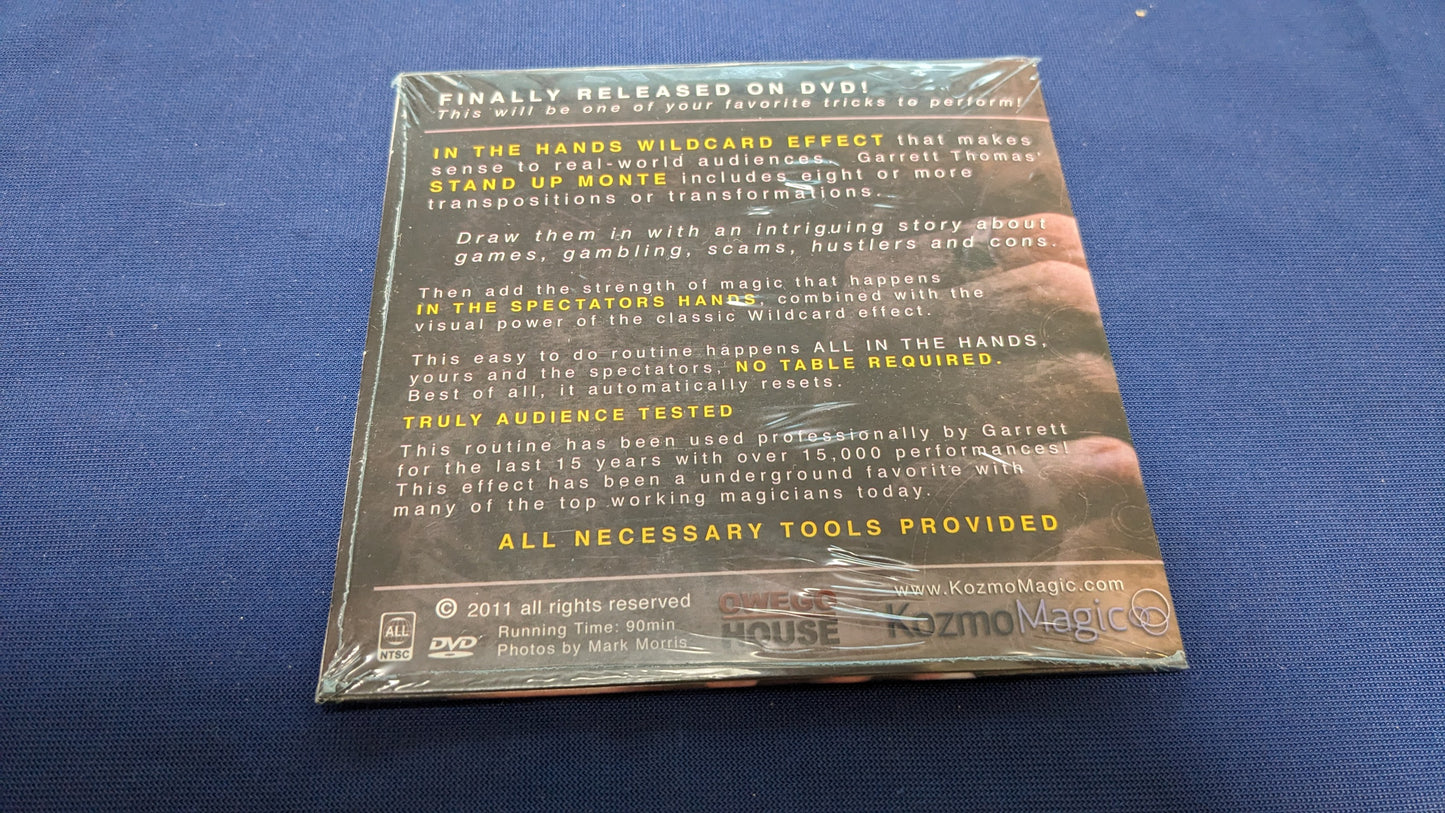 FINALLY RELEASED ON DVD!
This will be one of your favorite tricks to perform!
IN THE HANDS WILDCARD EFFECT that makes
sense to real-world audiences. Garrett Thomas'
STAND UP MONTE includes eight or more
transpositions or transformations.
Draw them in with an intriguing story about
games, gambling, scams, hustlers and cons.
Then add the strength of magic that happens
IN THE SPECTATORS HANDS, combined with the
visual power of the classic Wildcard effect.
This easy to do routine happens ALL IN THE HANDS,
yours and the spectators, NO TABLE REQUIRED.
Best of all, it automatically resets.
TRULY AUDIENCE TESTED
This routine has been used professionally by Garrett
for the last 15 years with over 15,000 performances!
This effect has been a underground favorite with
many of the top working magicians today.
ALL NECESSARY TOOLS PROVIDED
ALL
NTSC
© 2011 all rights reserved
DVD
Running Time: 90min
Photos by Mark Morris
OWEGO
HOUSE
www.KozmoMagic.com
KozmoMagic